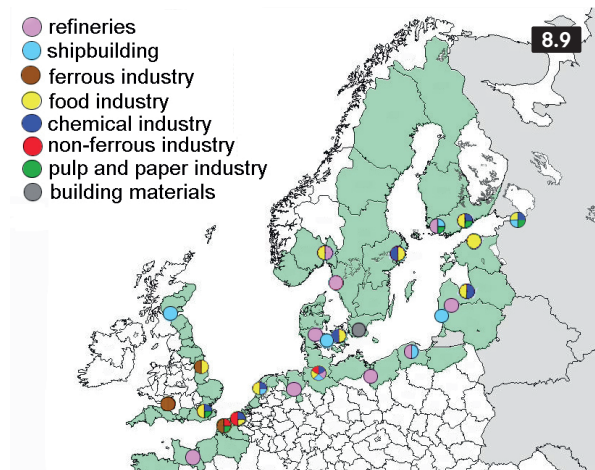 refineries
shipbuilding
ferrous industry
food industry
chemical industry
non-ferrous industry
pulp and paper industry
building materials
8.9